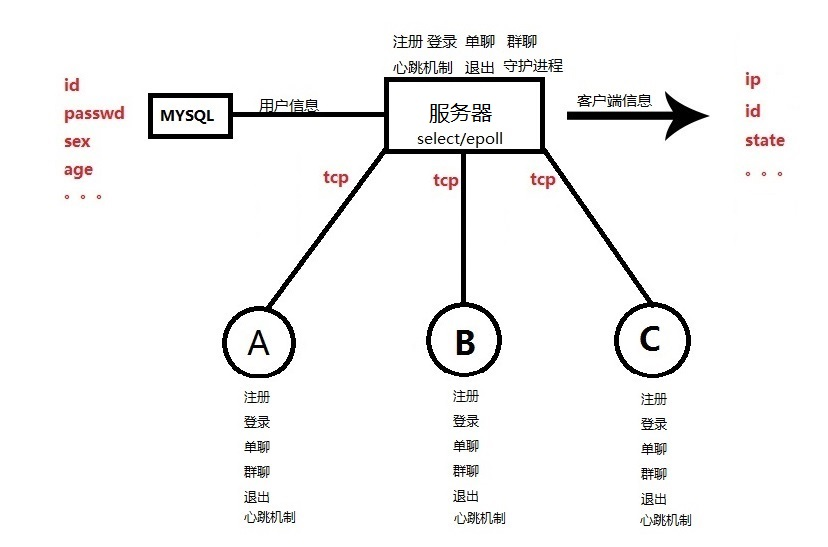 注册 登录 单聊 群聊
心跳机制 退出 守护进程
id
passwd
sex
age
。。。
MYSQL
用户信息
服务器
select/epoll
客户端信息
ip
id
state
。。。
tcp
tcp
tcp
A
注册
登录
单聊
群聊
退出
心跳机制
B
注册
登录
单聊
群聊
退出
心跳机制
C
注册
登录
单聊
群聊
退出
心跳机制